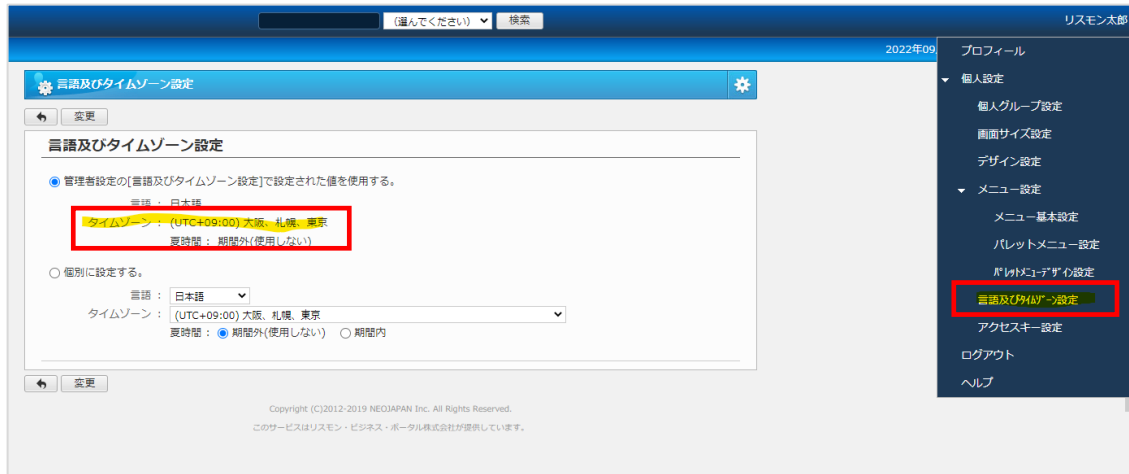 (選んでください) 検索 リスモン太郎
2022年09
言語及びタイムゾーン設定
変更
言語及びタイムゾーン設定
管理者設定の[言語及びタイムゾーン設定]で設定された値を使用する。
言語 : 日本語
タイムゾーン : (UTC+09:00) 大阪、札幌、東京
夏時間 : 期間外(使用しない)
個別に設定する。
言語 : 日本語
タイムゾーン : (UTC+09:00) 大阪、札幌、東京
夏時間 : 期間外(使用しない) 期間内
変更
Copyright (C)2012-2019 NEOJAPAN Inc. All Rights Reserved.
このサービスはリスモン・ビジネス・ポータル株式会社が提供しています。
プロフィール
個人設定
個人グループ設定
画面サイズ設定
デザイン設定
メニュー設定
メニュー基本設定
パレットメニュー設定
ﾊﾟﾚｯﾄﾒﾆｭｰﾃﾞｻﾞｲﾝ設定
言語及びﾀｲﾑｿﾞｰﾝ設定
アクセスキー設定
ログアウト
ヘルプ